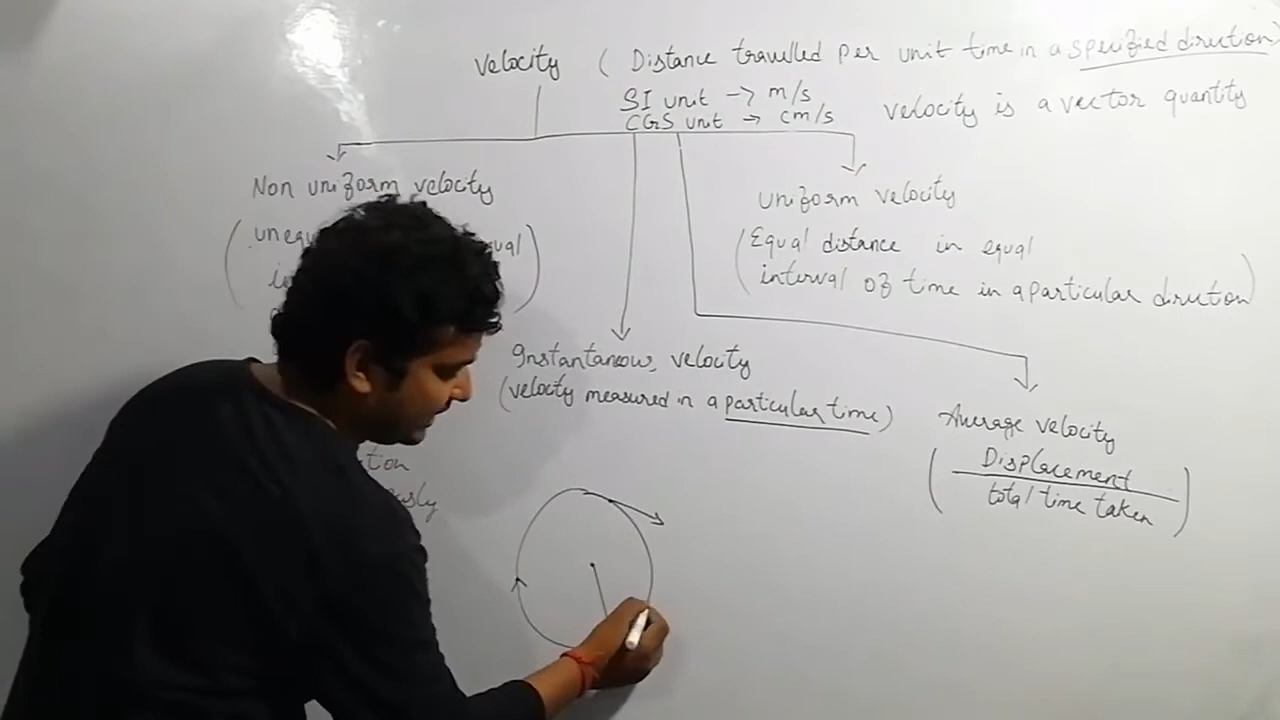 Velocity ( Distance travelled per unit time in a specified direction)
SI unit → m/s
CGS unit → cm/s
velocity is a vector quantity
Non uniform velocity
uniform velocity
(Equal distance in equal
interval of time in a particular direction)
Instantaneous velocity
(velocity measured in a particular time)
Average velocity
(Displacement
total time taken)